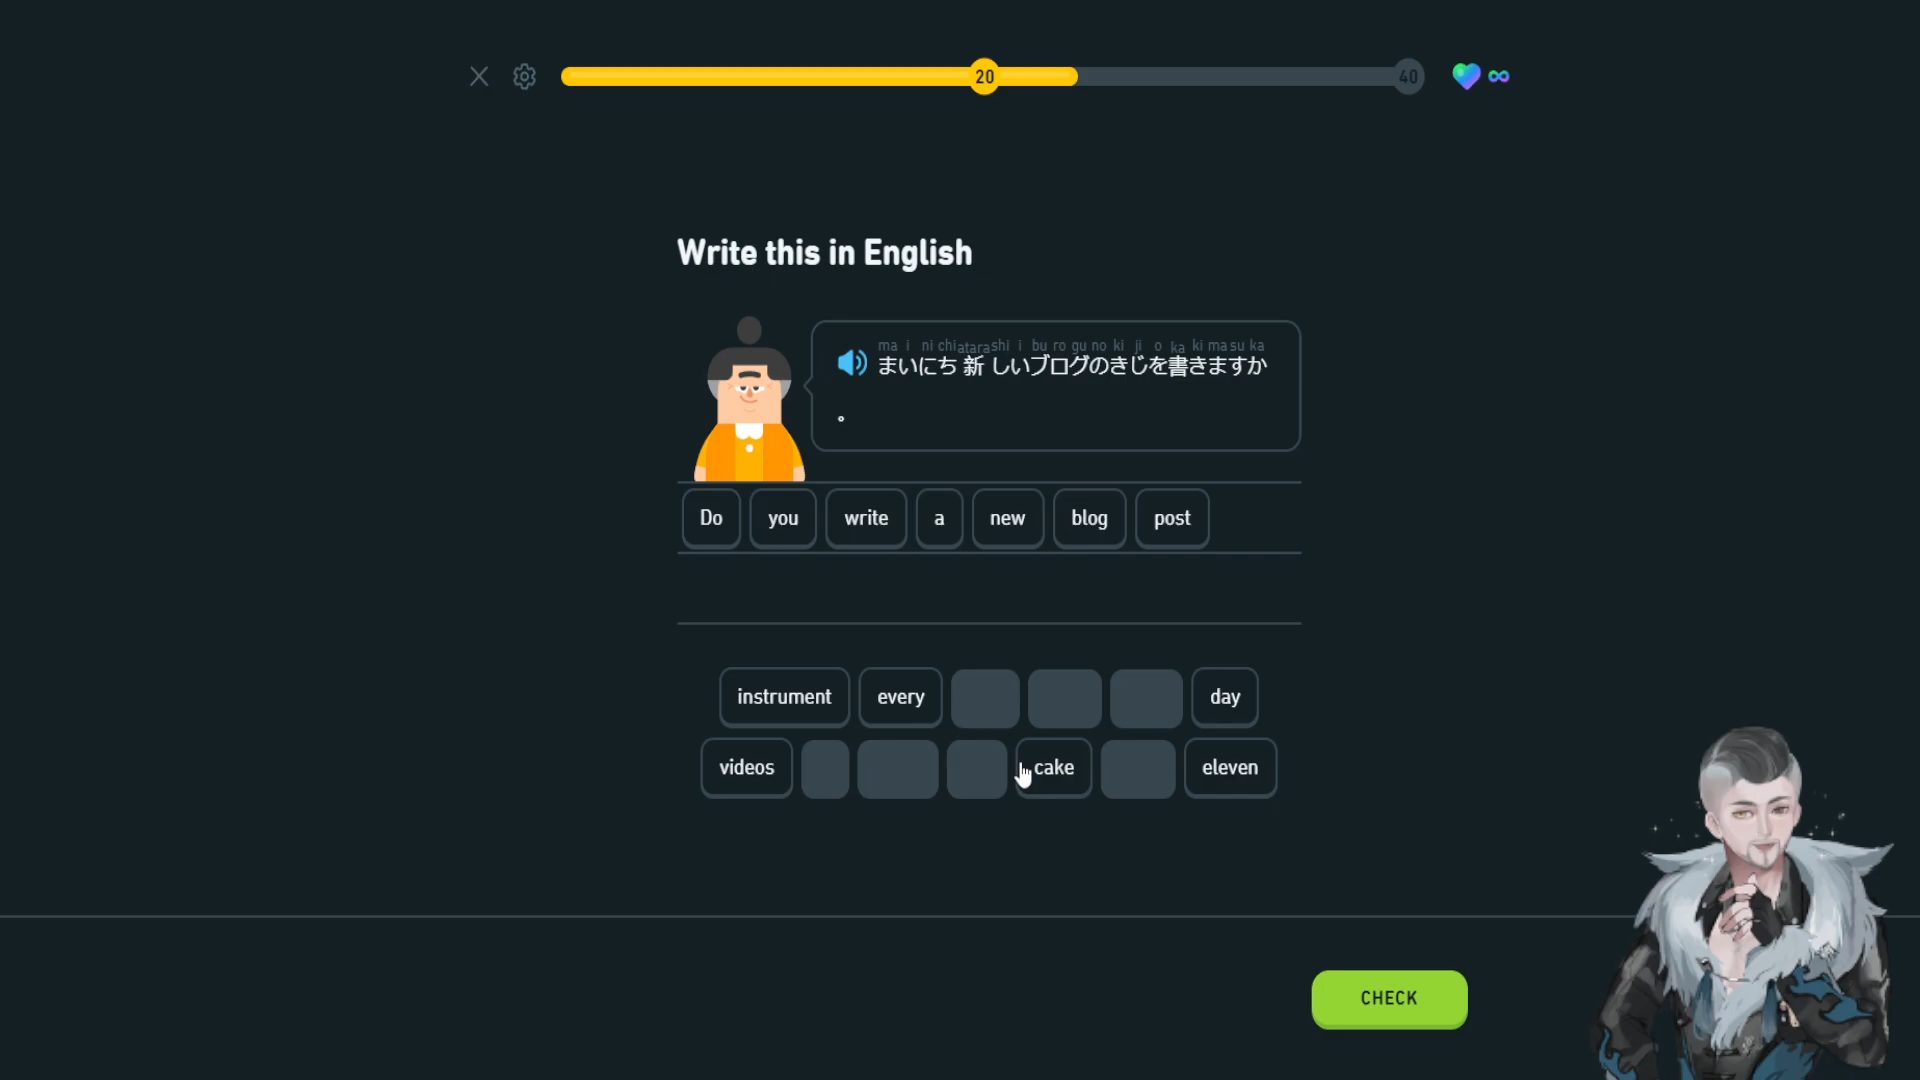 20
40
Write this in English
ma i ni chi atara shi i bu ro gu no ki ji o ka ki ma su ka
まいにち新しいブログのきじを書きますか
。
Do you write a new blog post
instrument every day
videos cake eleven
CHECK